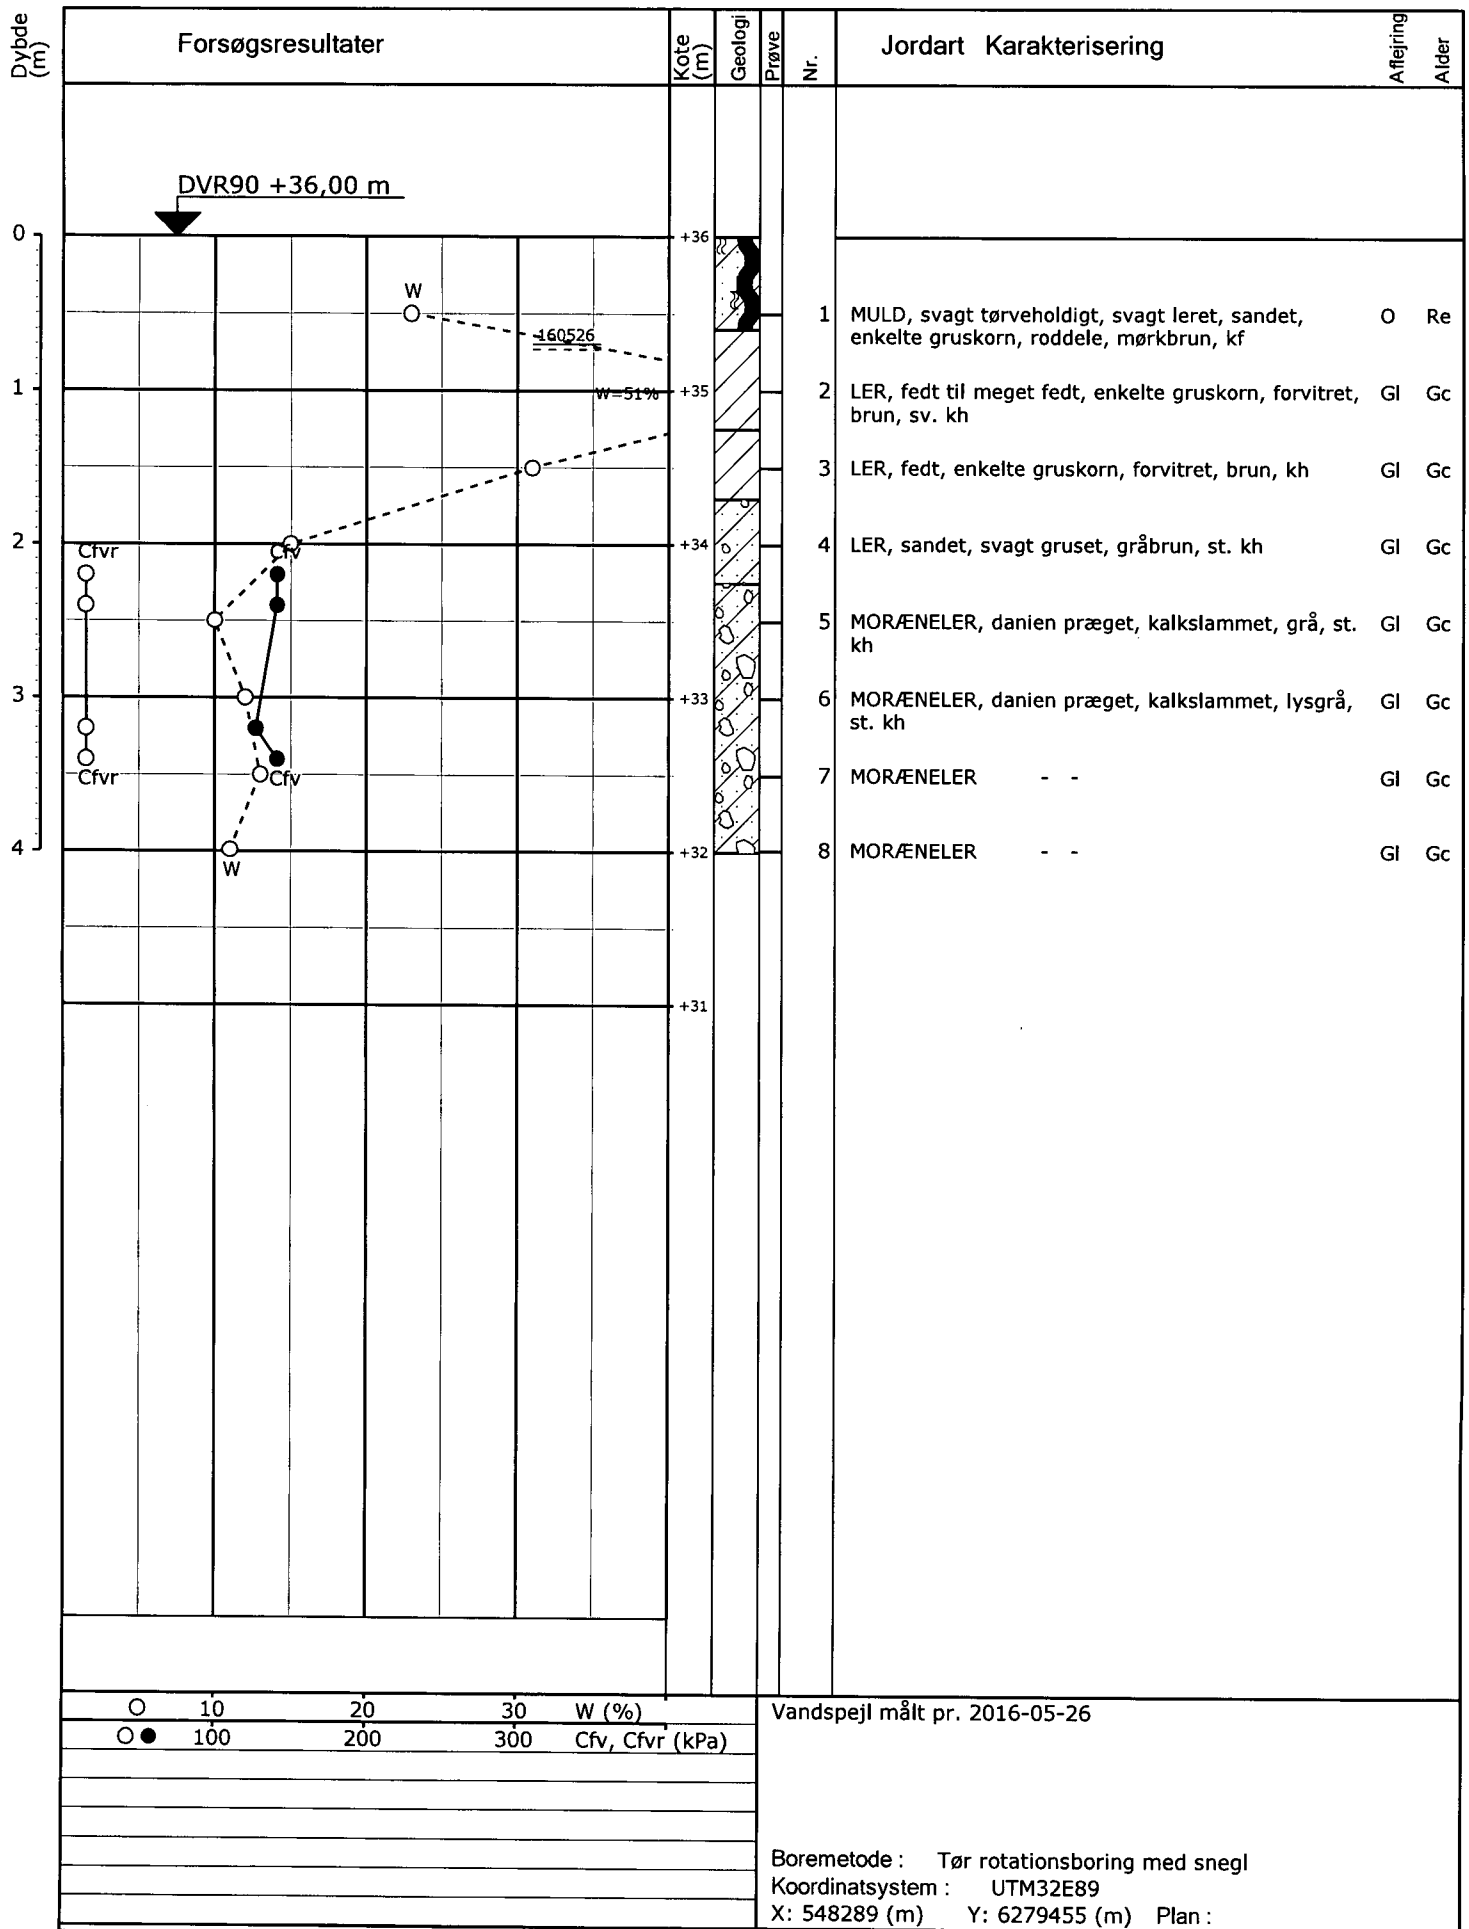 Dybde (m)
Forsøgsresultater
Kote (m)
Geologi
Prøve
Nr.
Jordart Karakterisering
Aflejring
Alder
DVR90 +36,00 m
0
+36
W
1 MULD, svagt tørveholdigt, svagt leret, sandet, O Re
enkelte gruskorn, roddele, mørkbrun, kf
160526
1
W=51% +35
2 LER, fedt til meget fedt, enkelte gruskorn, forvitret, Gl Gc
brun, sv. kh
3 LER, fedt, enkelte gruskorn, forvitret, brun, kh Gl Gc
2
Cfvr Cfv +34
4 LER, sandet, svagt gruset, gråbrun, st. kh Gl Gc
5 MORÆNELER, danien præget, kalkslammet, grå, st. Gl Gc
kh
3
+33
6 MORÆNELER, danien præget, kalkslammet, lysgrå, Gl Gc
st. kh
Cfvr Cfv
7 MORÆNELER - - Gl Gc
4
+32
W
8 MORÆNELER - - Gl Gc
+31
10 20 30 W (%)
100 200 300 Cfv, Cfvr (kPa)
Vandspejl målt pr. 2016-05-26
Boremetode : Tør rotationsboring med snegl
Koordinatsystem : UTM32E89
X: 548289 (m) Y: 6279455 (m) Plan :